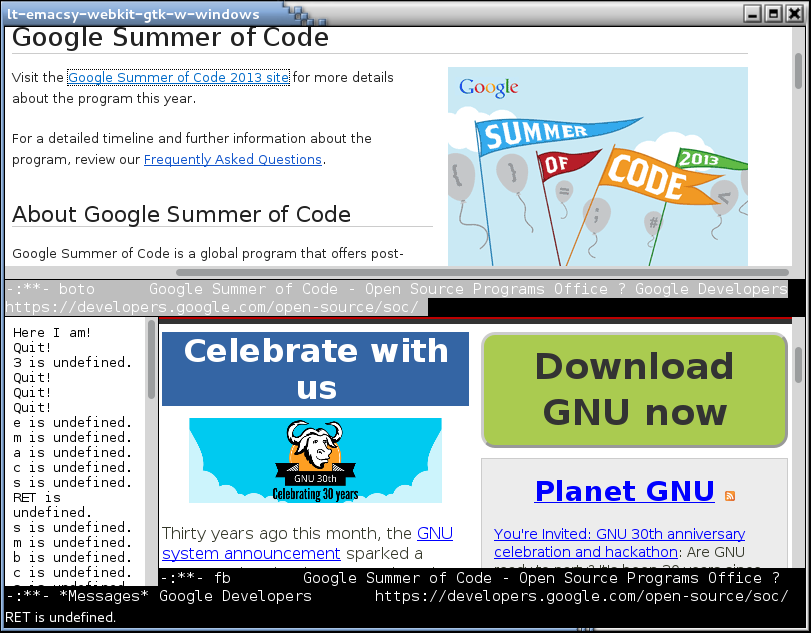 lt-emacsy-webkit-gtk-w-windows
Google Summer of Code
Visit the Google Summer of Code 2013 site for more details
about the program this year.
For a detailed timeline and further information about the
program, review our Frequently Asked Questions.
About Google Summer of Code
Google Summer of Code is a global program that offers post-
Google
SUMMER
OF
CODE
2013
{
}
=
;
#
<
-:**- boto      Google Summer of Code - Open Source Programs Office ? Google Developers
https://developers.google.com/open-source/soc/
Here I am!
Quit!
3 is undefined.
Quit!
Quit!
Quit!
e is undefined.
m is undefined.
a is undefined.
c is undefined.
s is undefined.
RET is
undefined.
s is undefined.
m is undefined.
b is undefined.
c is undefined.
Celebrate with
us
GNU 30th
Celebrating 30 years
Thirty years ago this month, the GNU
system announcement sparked a
Download
GNU now
Planet GNU
You're Invited: GNU 30th anniversary
celebration and hackathon: Are GNU
-:**- fb        Google Summer of Code - Open Source Programs Office ?
-:**- *Messages* Google Developers       https://developers.google.com/open-source/soc/
RET is undefined.